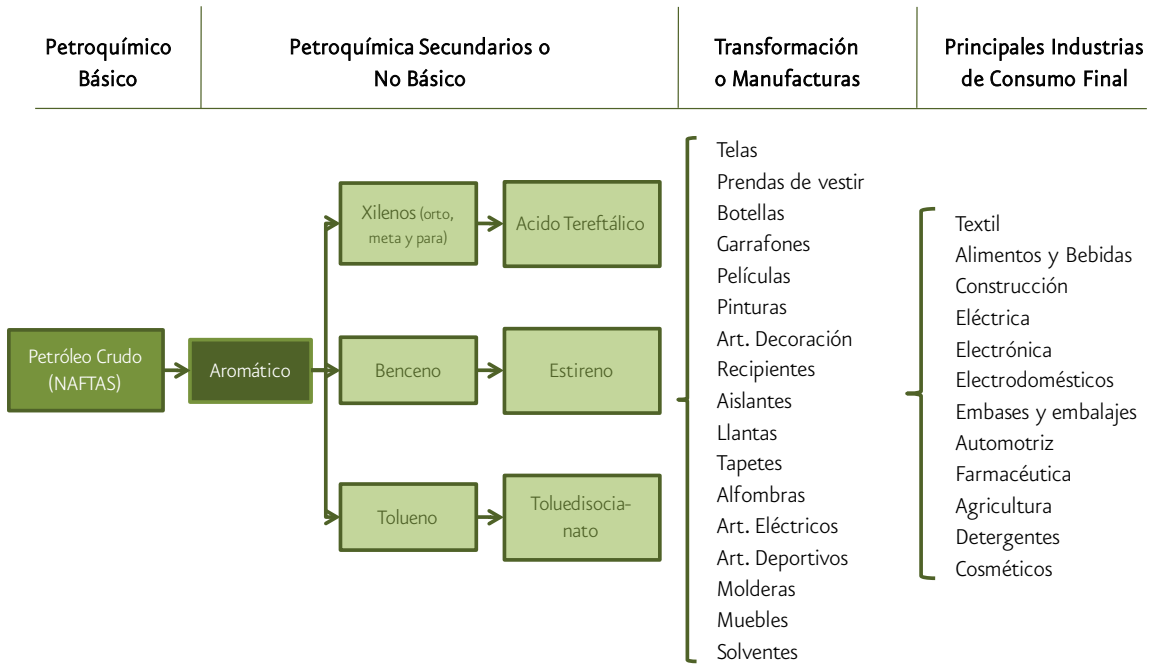 Petroquímico
Básico
Petroquímica Secundarios o
No Básico
Transformación
o Manufacturas
Principales Industrias
de Consumo Final
Petróleo Crudo
(NAFTAS)
Aromático
Xilenos (orto,
meta y para)
Acido Tereftálico
Benceno
Estireno
Tolueno
Toluedisocia-
nato
Telas
Prendas de vestir
Botellas
Garrafones
Películas
Pinturas
Art. Decoración
Recipientes
Aislantes
Llantas
Tapetes
Alfombras
Art. Eléctricos
Art. Deportivos
Molderas
Muebles
Solventes
Textil
Alimentos y Bebidas
Construcción
Eléctrica
Electrónica
Electrodomésticos
Embases y embalajes
Automotriz
Farmacéutica
Agricultura
Detergentes
Cosméticos